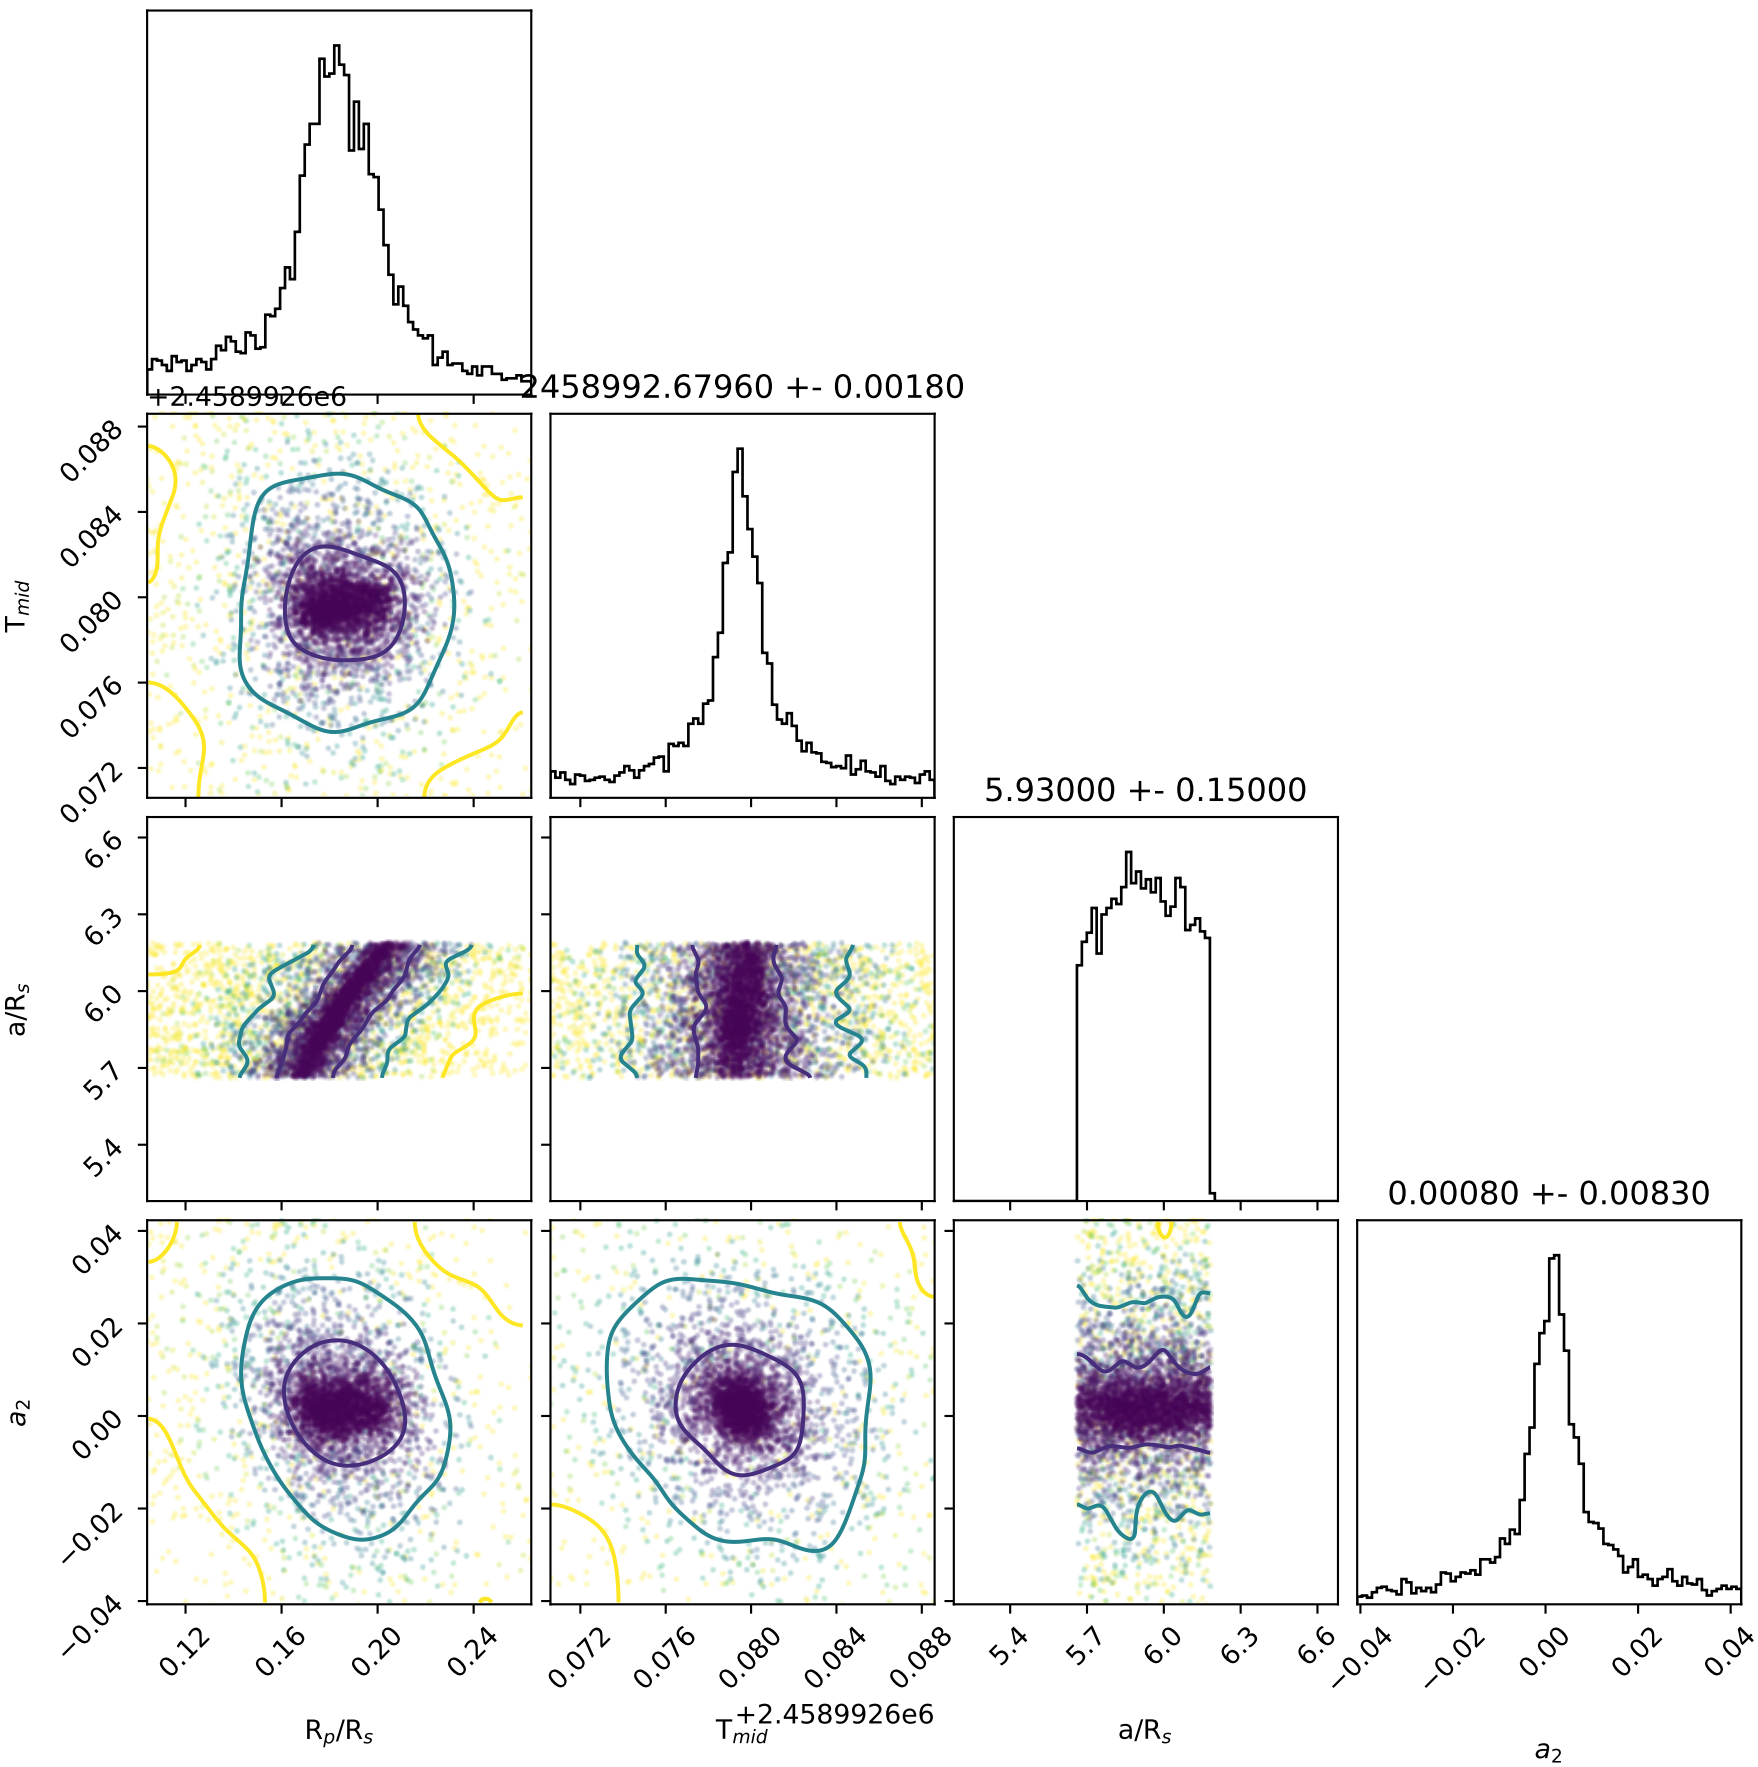 +2.4589926e6
2458992.67960 +- 0.00180
0.088
0.084
0.080
0.076
0.072
T_mid
5.93000 +- 0.15000
6.6
6.3
6.0
5.7
5.4
a/R_s
0.00080 +- 0.00830
0.04
0.02
0.00
−0.02
−0.04
a_2
0.12 0.16 0.20 0.24
0.072 0.076 0.080 0.084 0.088
5.4 5.7 6.0 6.3 6.6
−0.04 −0.02 0.00 0.02 0.04
+2.4589926e6
R_p/R_s
T_mid
a/R_s
a_2